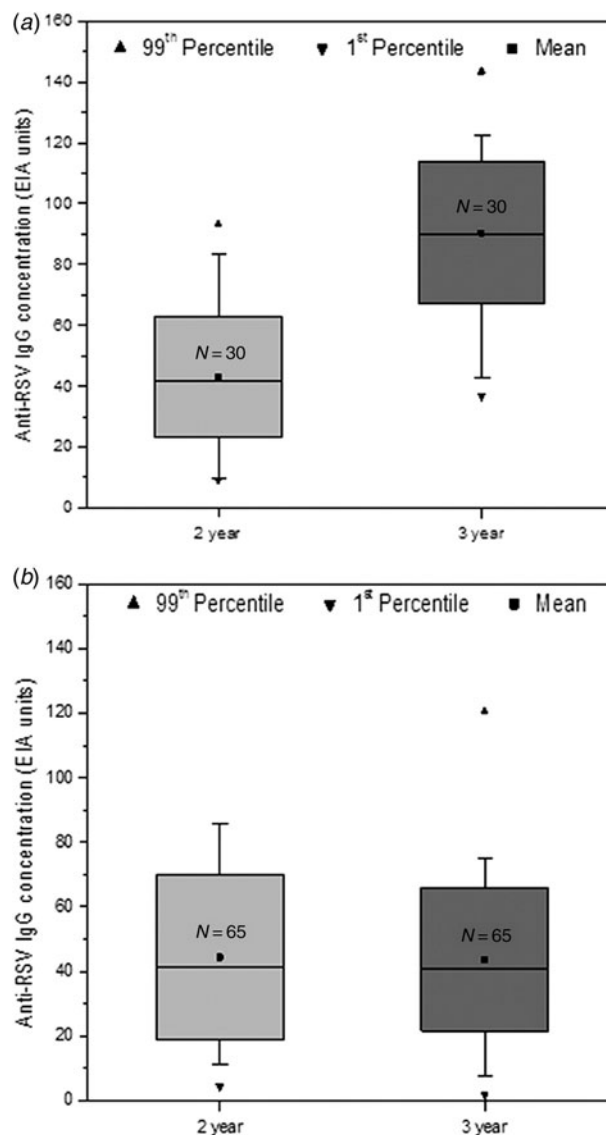 (a)
160
▲ 99th Percentile ▼ 1st Percentile ■ Mean
140
120
100
80
60
40
20
0
Anti-RSV IgG concentration (EIA units)
N = 30
N = 30
2 year 3 year
(b)
160
▲ 99th Percentile ▼ 1st Percentile ■ Mean
140
120
100
80
60
40
20
0
Anti-RSV IgG concentration (EIA units)
N = 65
N = 65
2 year 3 year